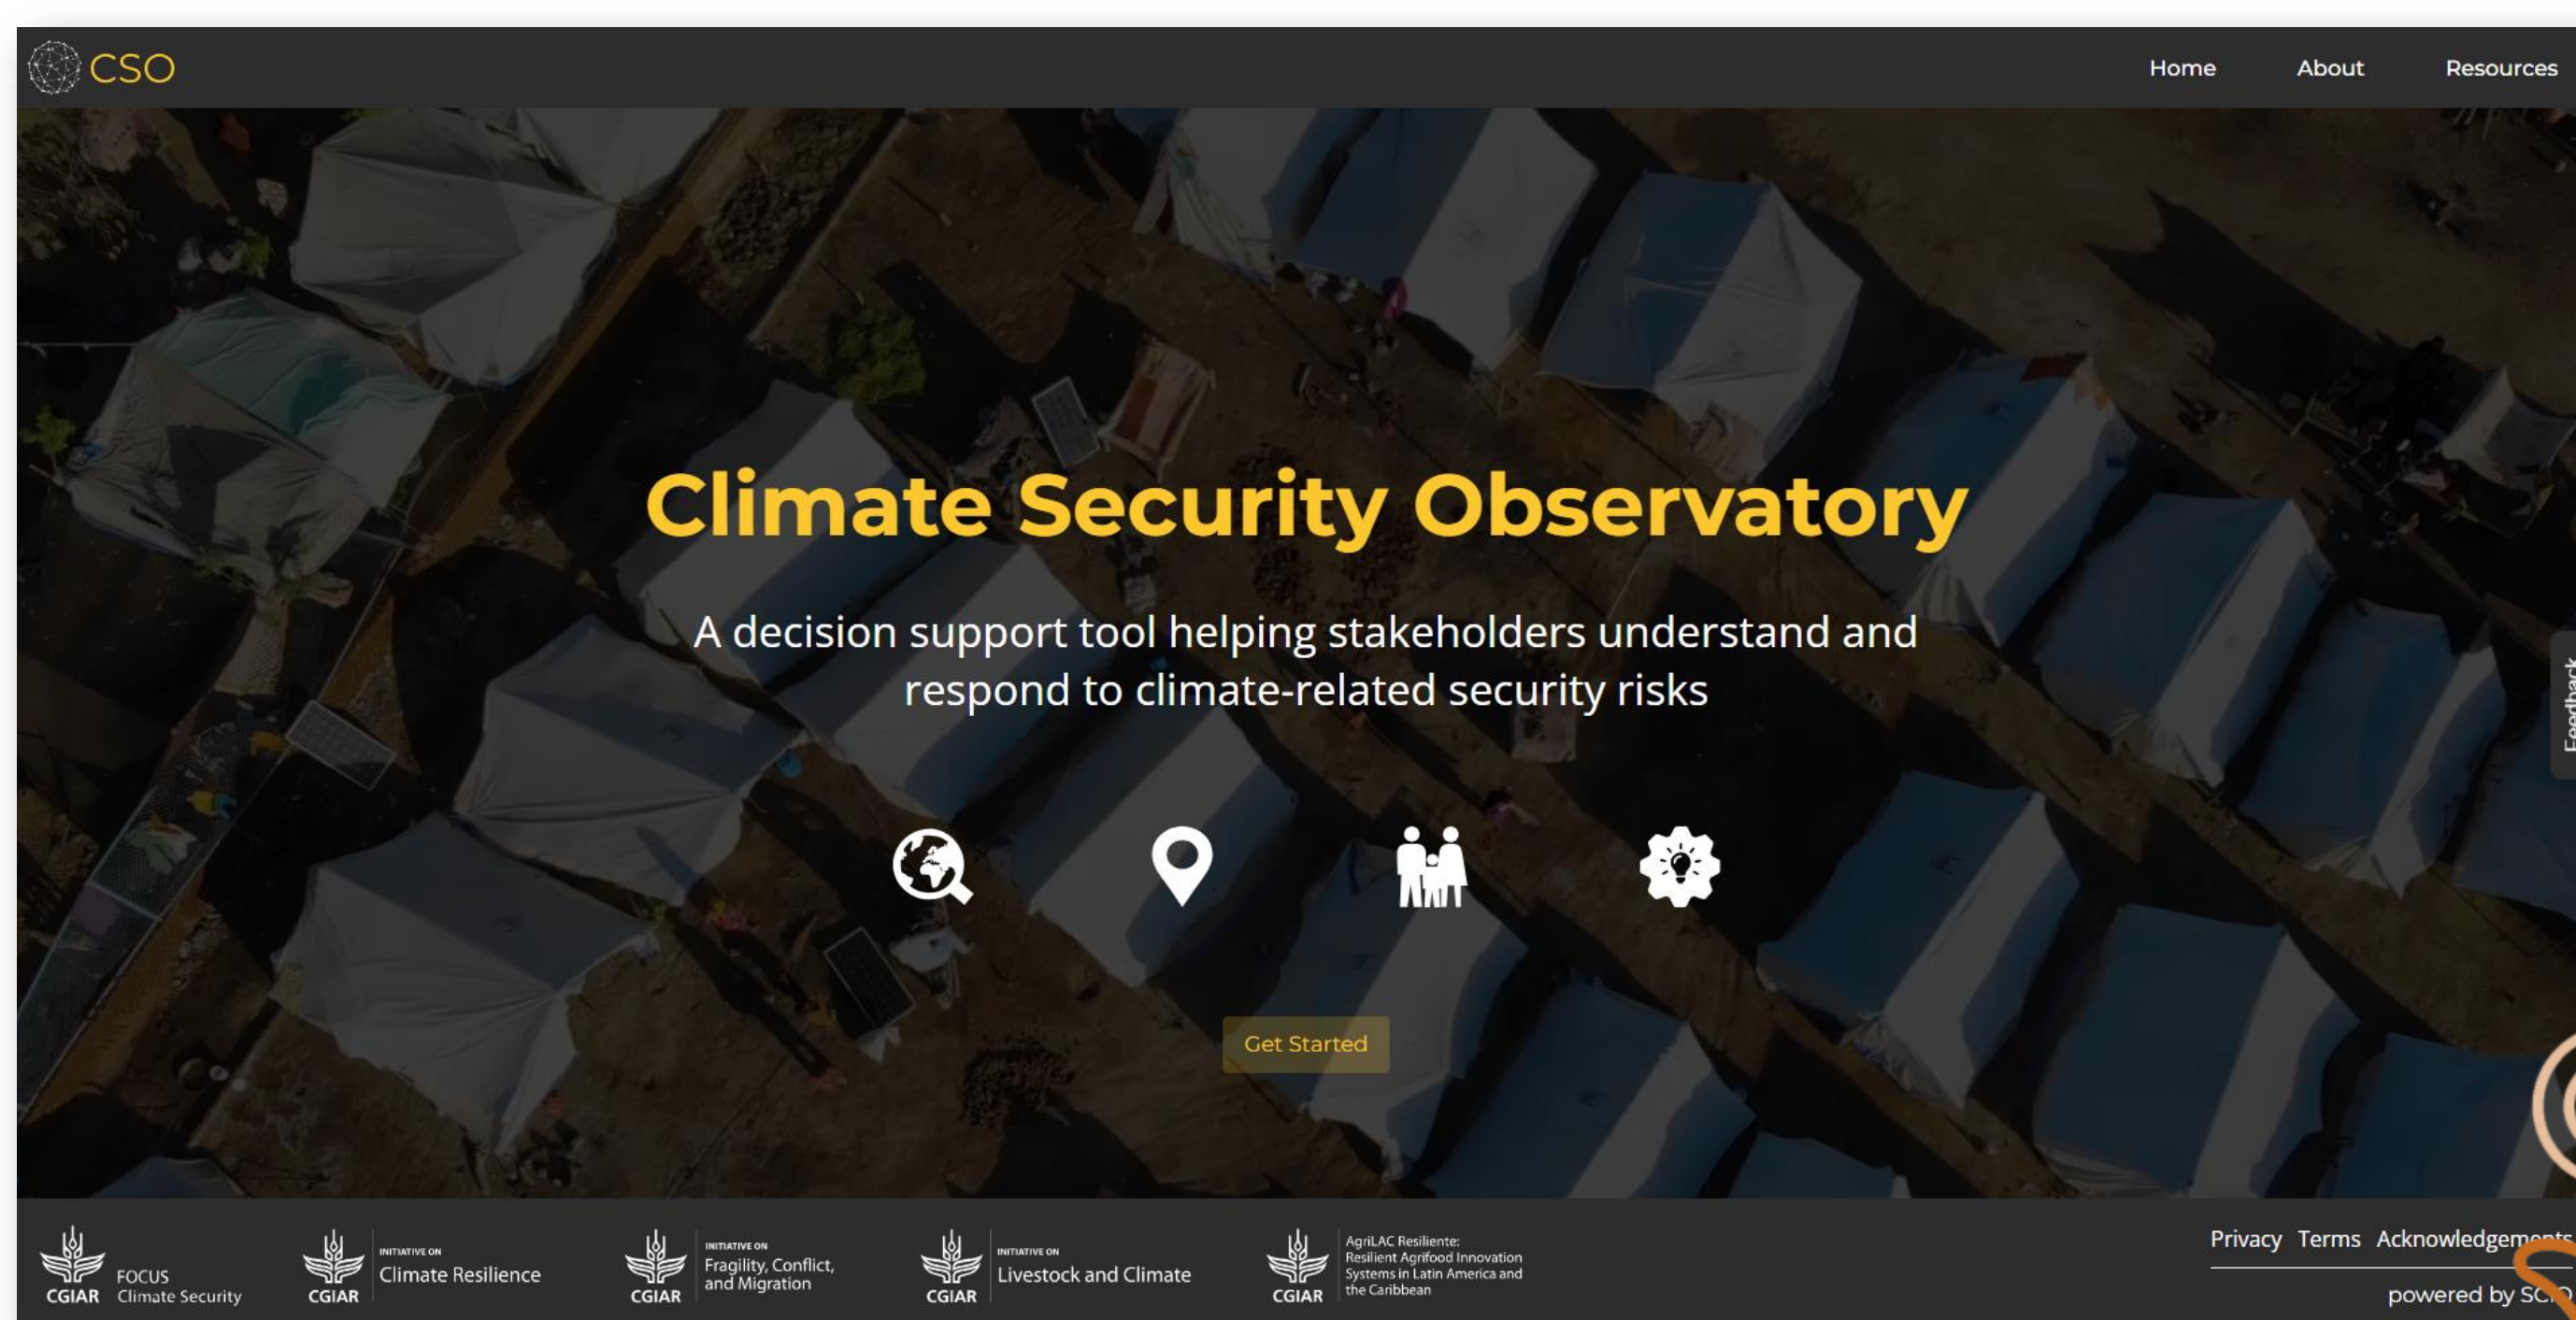 CSO
Home About Resources
Climate Security Observatory
A decision support tool helping stakeholders understand and
respond to climate-related security risks
Feedback
Get Started
CGIAR
FOCUS
Climate Security
CGIAR
INITIATIVE ON
Climate Resilience
CGIAR
INITIATIVE ON
Fragility, Conflict,
and Migration
CGIAR
INITIATIVE ON
Livestock and Climate
CGIAR
AgriLAC Resiliente:
Resilient Agrifood Innovation
Systems in Latin America and
the Caribbean
Privacy Terms Acknowledgements
powered by SCiO